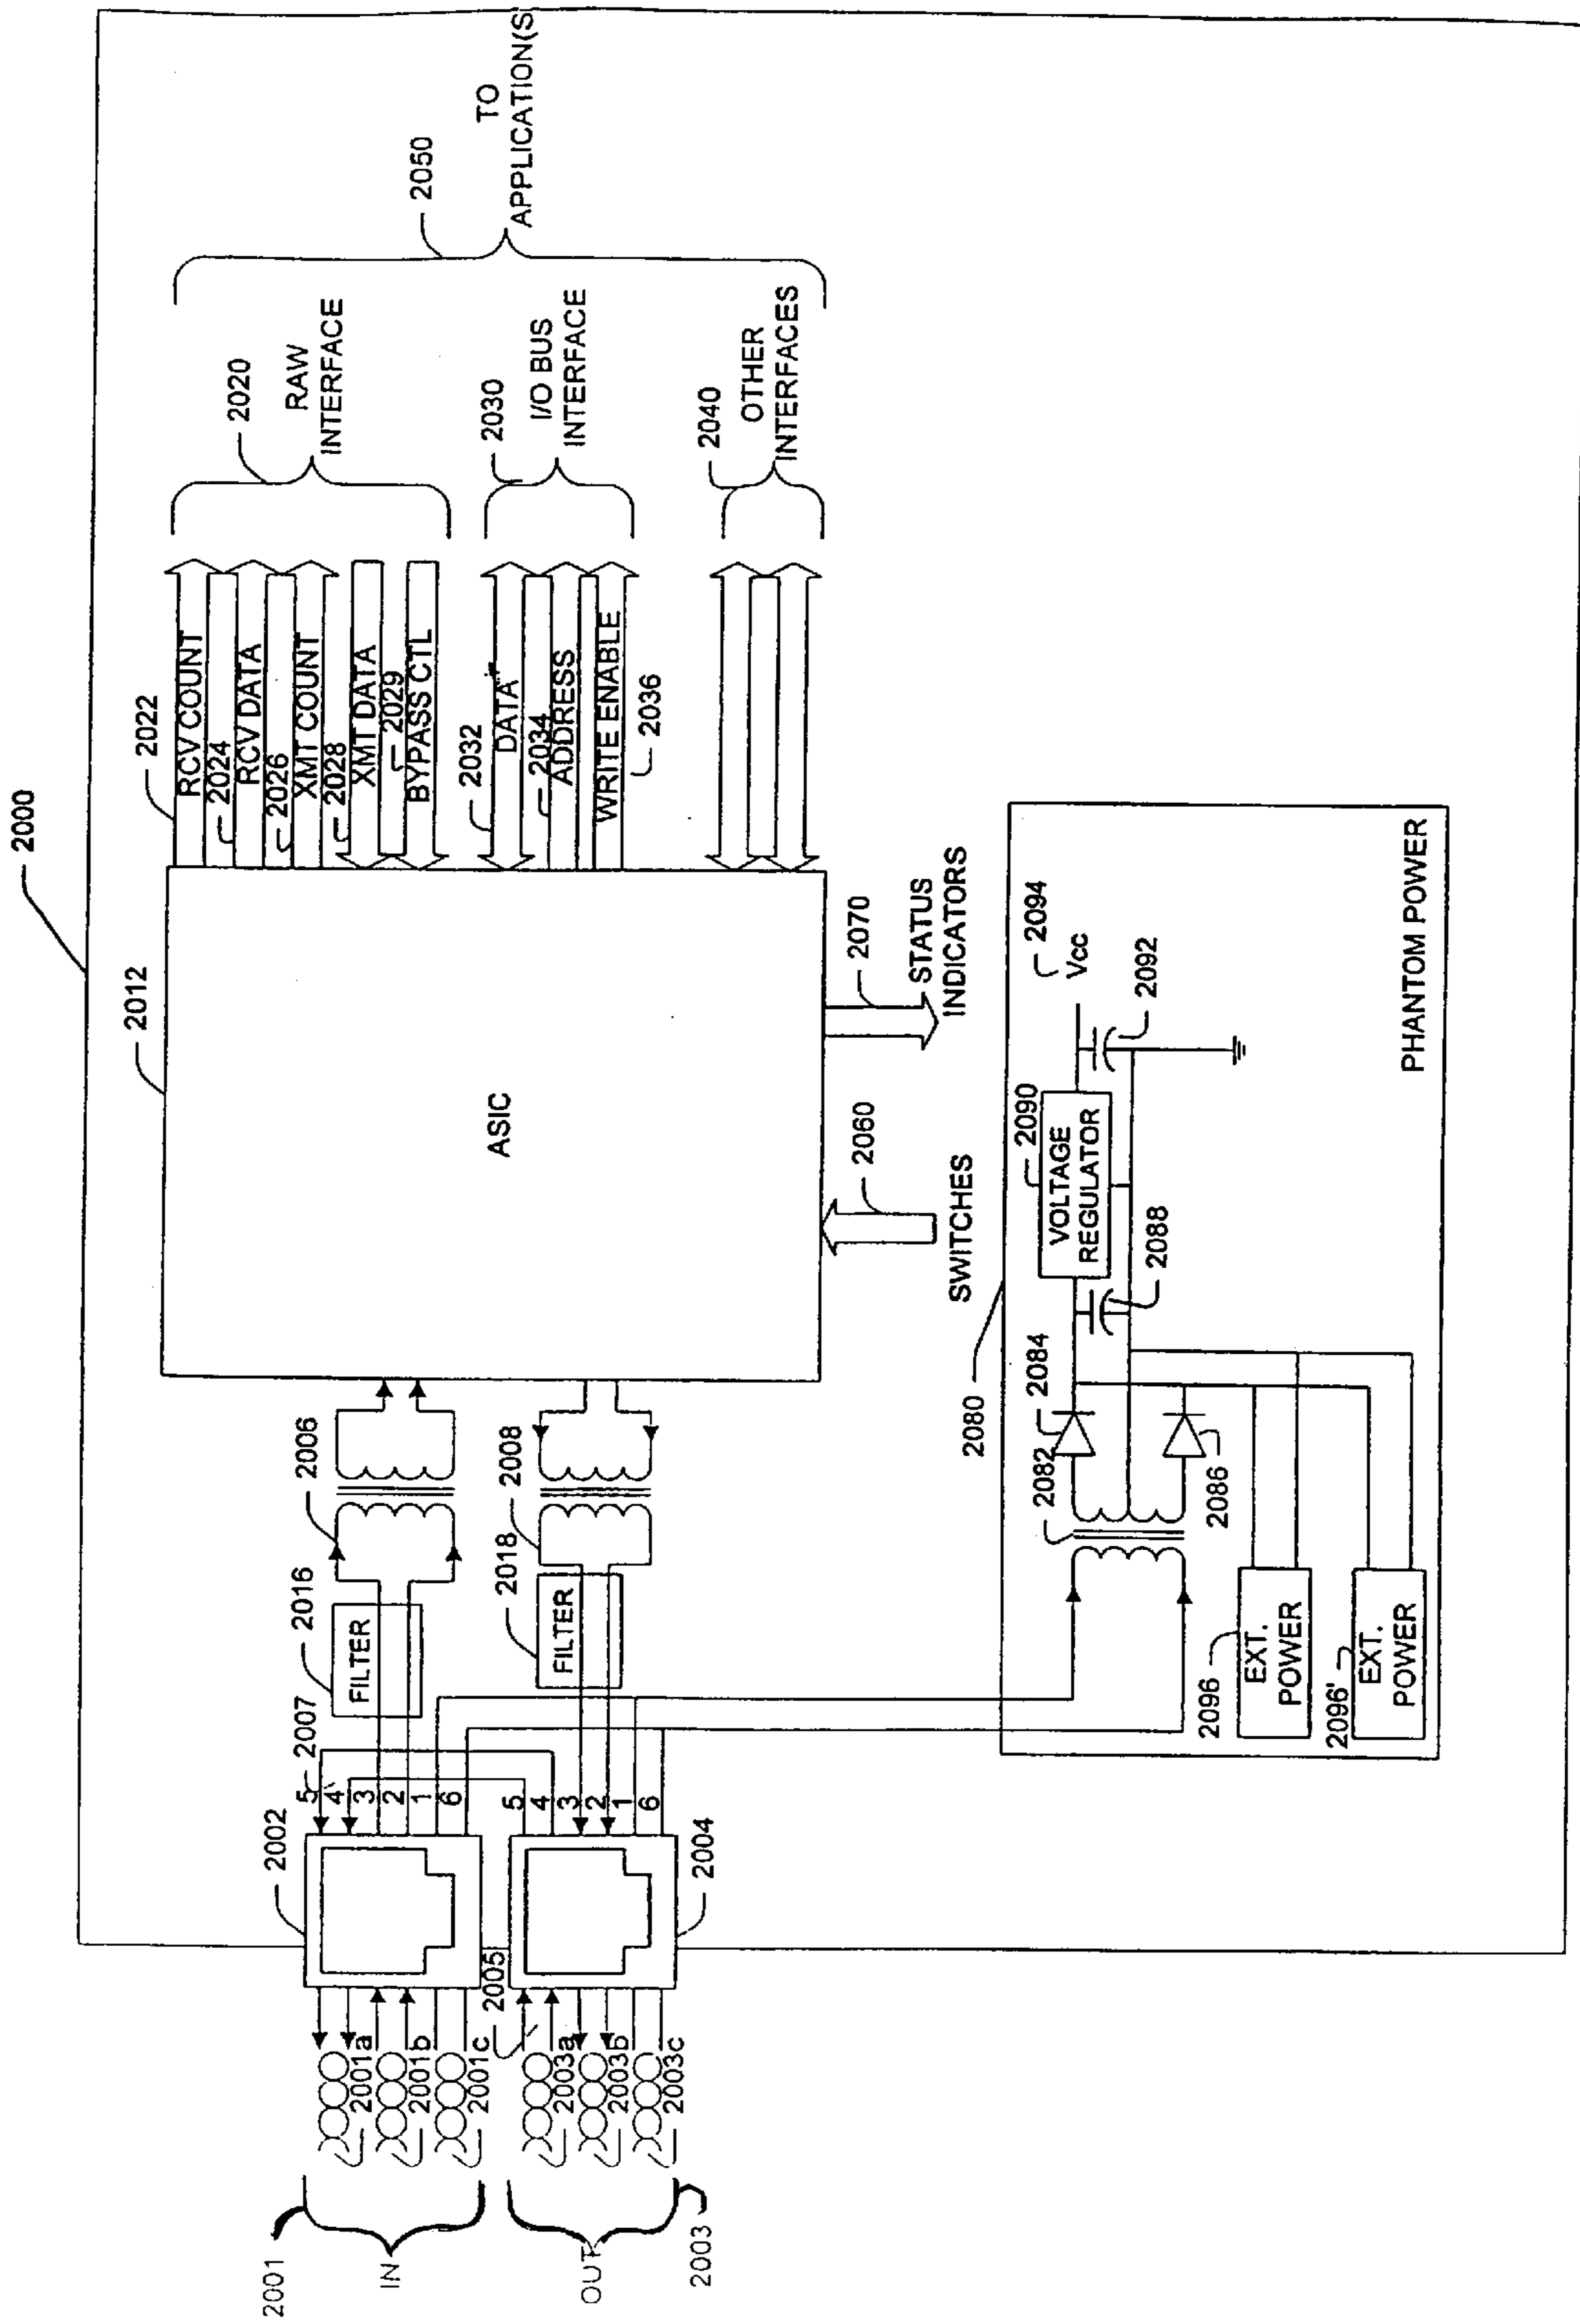 2000
2012
2022
RCV COUNT
2024
RCV DATA
2026
XMT COUNT
2028
XMT DATA
2029
BYPASS CTL
2020
RAW
INTERFACE
2032
DATA
2034
ADDRESS
WRITE ENABLE
2036
2030
I/O BUS
INTERFACE
2040
OTHER
INTERFACES
2050
TO
APPLICATION(S
ASIC
2006
2016
FILTER
2007
2008
2018
FILTER
2060
SWITCHES
2070
STATUS
INDICATORS
2001
IN
2001a
2001b
2001c
2002
5
4
3
2
1
6
2003
OUT
2003a
2003b
2003c
2005
2004
5
4
3
2
1
6
2080
2082
2084
2086
2088
2090
VOLTAGE
REGULATOR
2092
2094
Vcc
2096
EXT.
POWER
2096'
EXT.
POWER
PHANTOM POWER